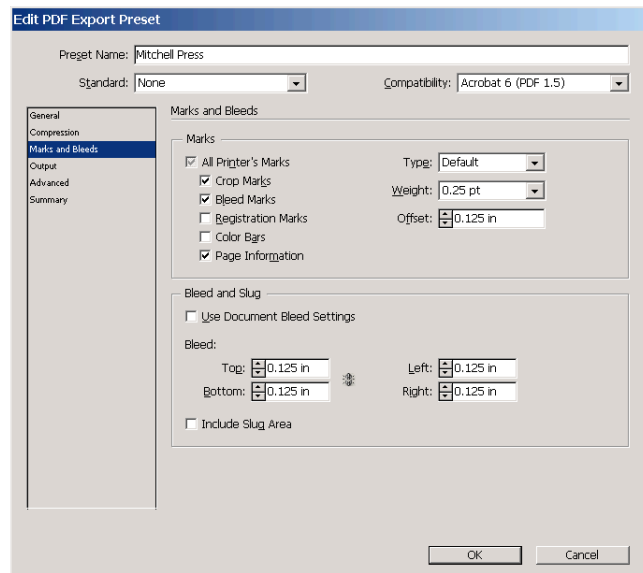 Edit PDF Export Preset
Preset Name: Mitchell Press
Standard: None Compatibility: Acrobat 6 (PDF 1.5)
General
Compression
Marks and Bleeds
Output
Advanced
Summary
Marks and Bleeds
Marks
All Printer's Marks Type: Default
Crop Marks Weight: 0.25 pt
Bleed Marks
Registration Marks Offset: 0.125 in
Color Bars
Page Information
Bleed and Slug
Use Document Bleed Settings
Bleed:
Top: 0.125 in Left: 0.125 in
Bottom: 0.125 in Right: 0.125 in
Include Slug Area
OK Cancel